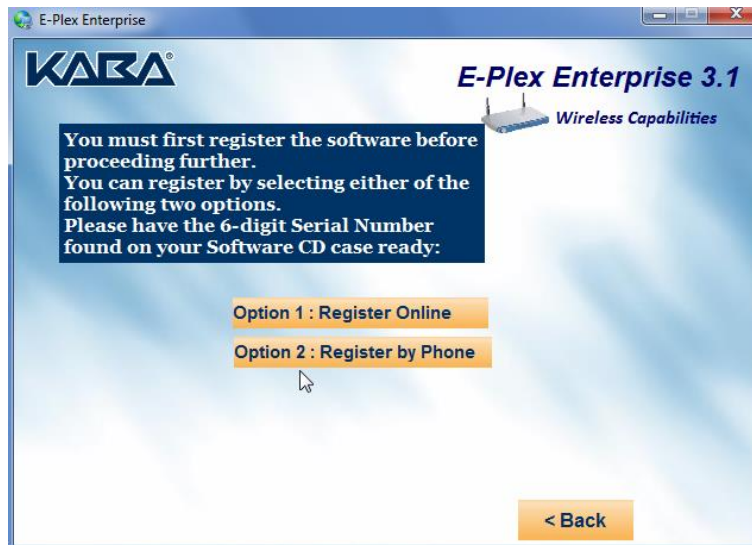 E-Plex Enterprise
KABA®
E-Plex Enterprise 3.1
Wireless Capabilities
You must first register the software before
proceeding further.
You can register by selecting either of the
following two options.
Please have the 6-digit Serial Number
found on your Software CD case ready:
Option 1 : Register Online
Option 2 : Register by Phone
< Back